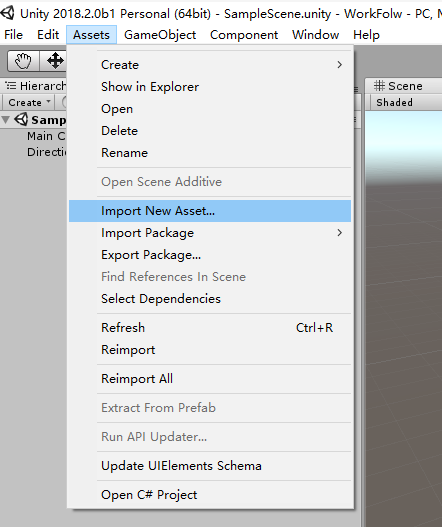 Unity 2018.2.0b1 Personal (64bit) - SampleScene.unity - WorkFolw - PC, M
File Edit Assets GameObject Component Window Help
Hierarch
Scene
Create
Shaded
Samp
Main C
Directio
Create
Show in Explorer
Open
Delete
Rename
Open Scene Additive
Import New Asset...
Import Package
Export Package...
Find References In Scene
Select Dependencies
Refresh Ctrl+R
Reimport
Reimport All
Extract From Prefab
Run API Updater...
Update UIElements Schema
Open C# Project